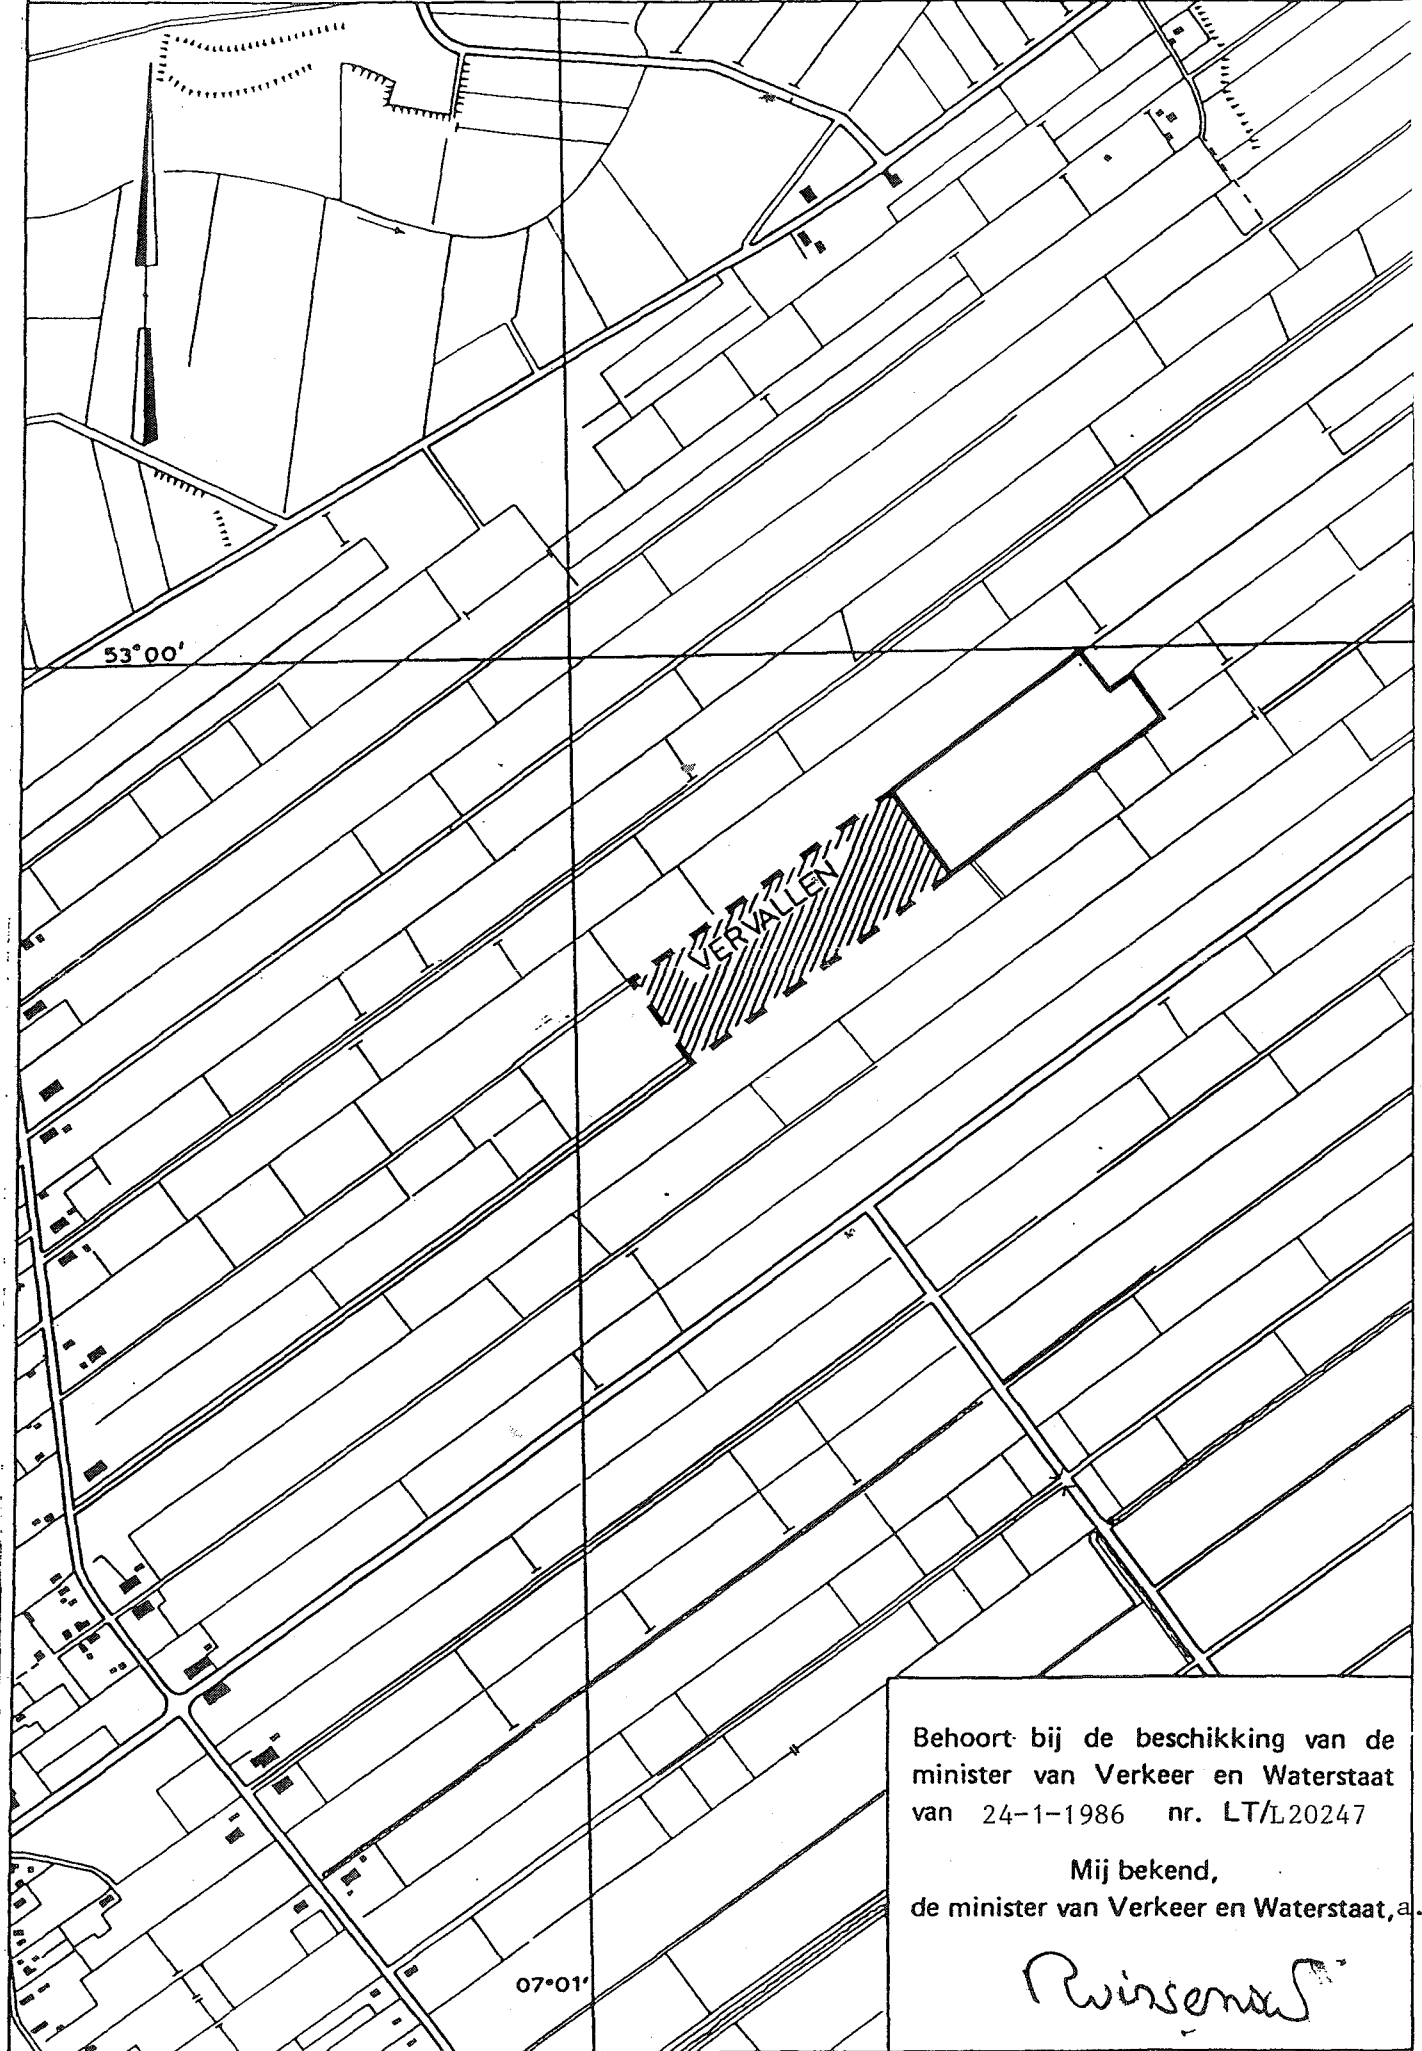 53°00'
VERVALLEN
07°01'
Behoort bij de beschikking van de
minister van Verkeer en Waterstaat
van 24-1-1986 nr. LT/L20247
Mij bekend,
de minister van Verkeer en Waterstaat, a.